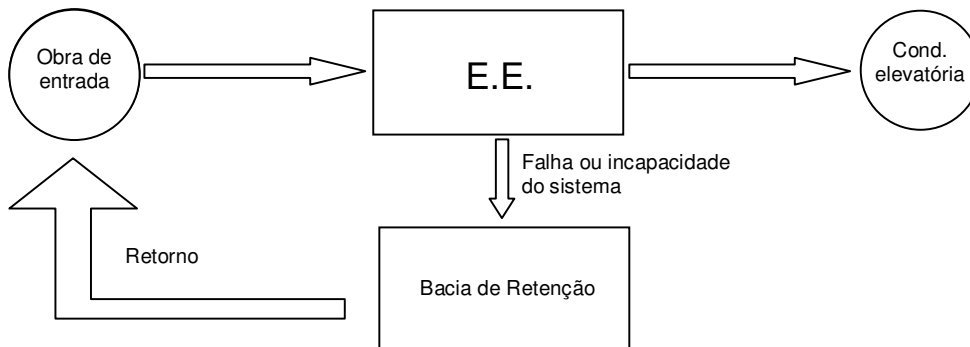 Obra de
entrada
E.E.
Cond.
elevatória
Falha ou incapacidade
do sistema
Retorno
Bacia de Retenção